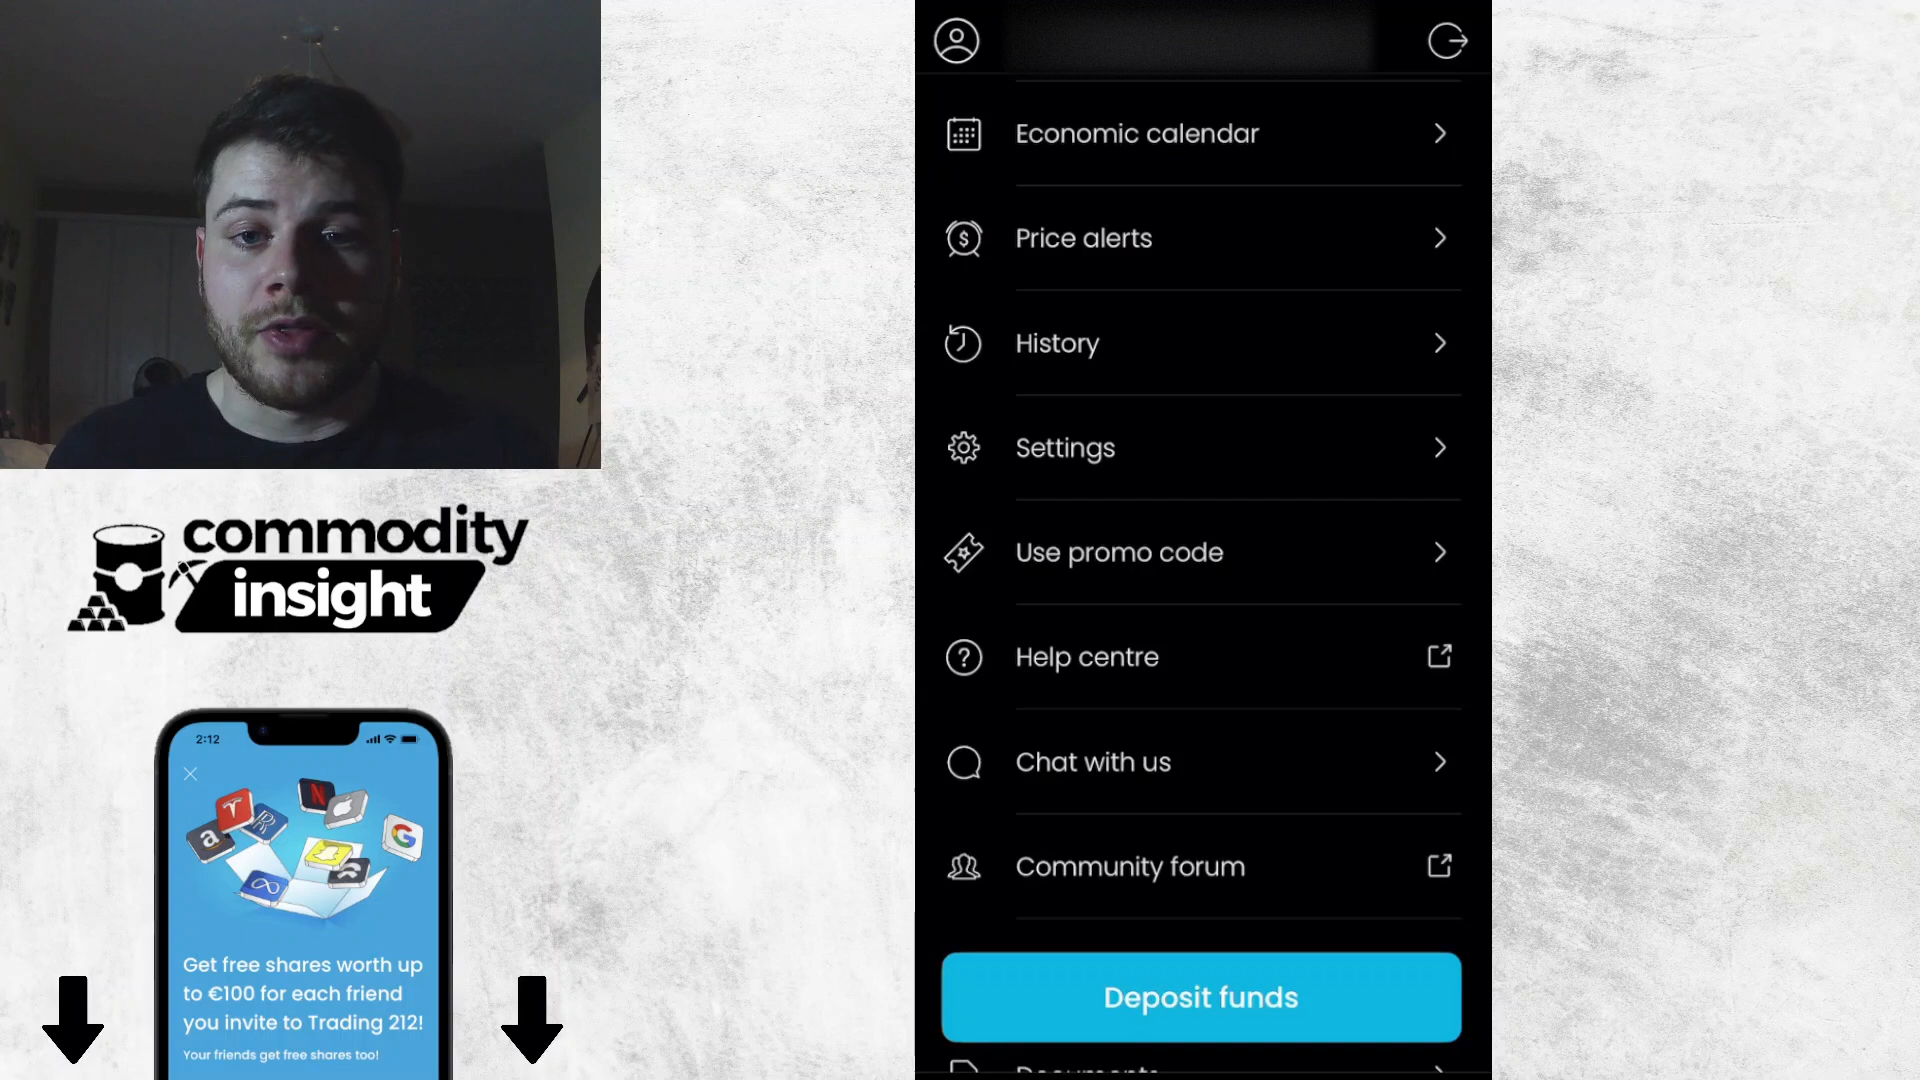 commodity
insight
2:12
Get free shares worth up
to €100 for each friend
you invite to Trading 212!
Your friends get free shares too!
Economic calendar
Price alerts
History
Settings
Use promo code
Help centre
Chat with us
Community forum
Deposit funds
Documents